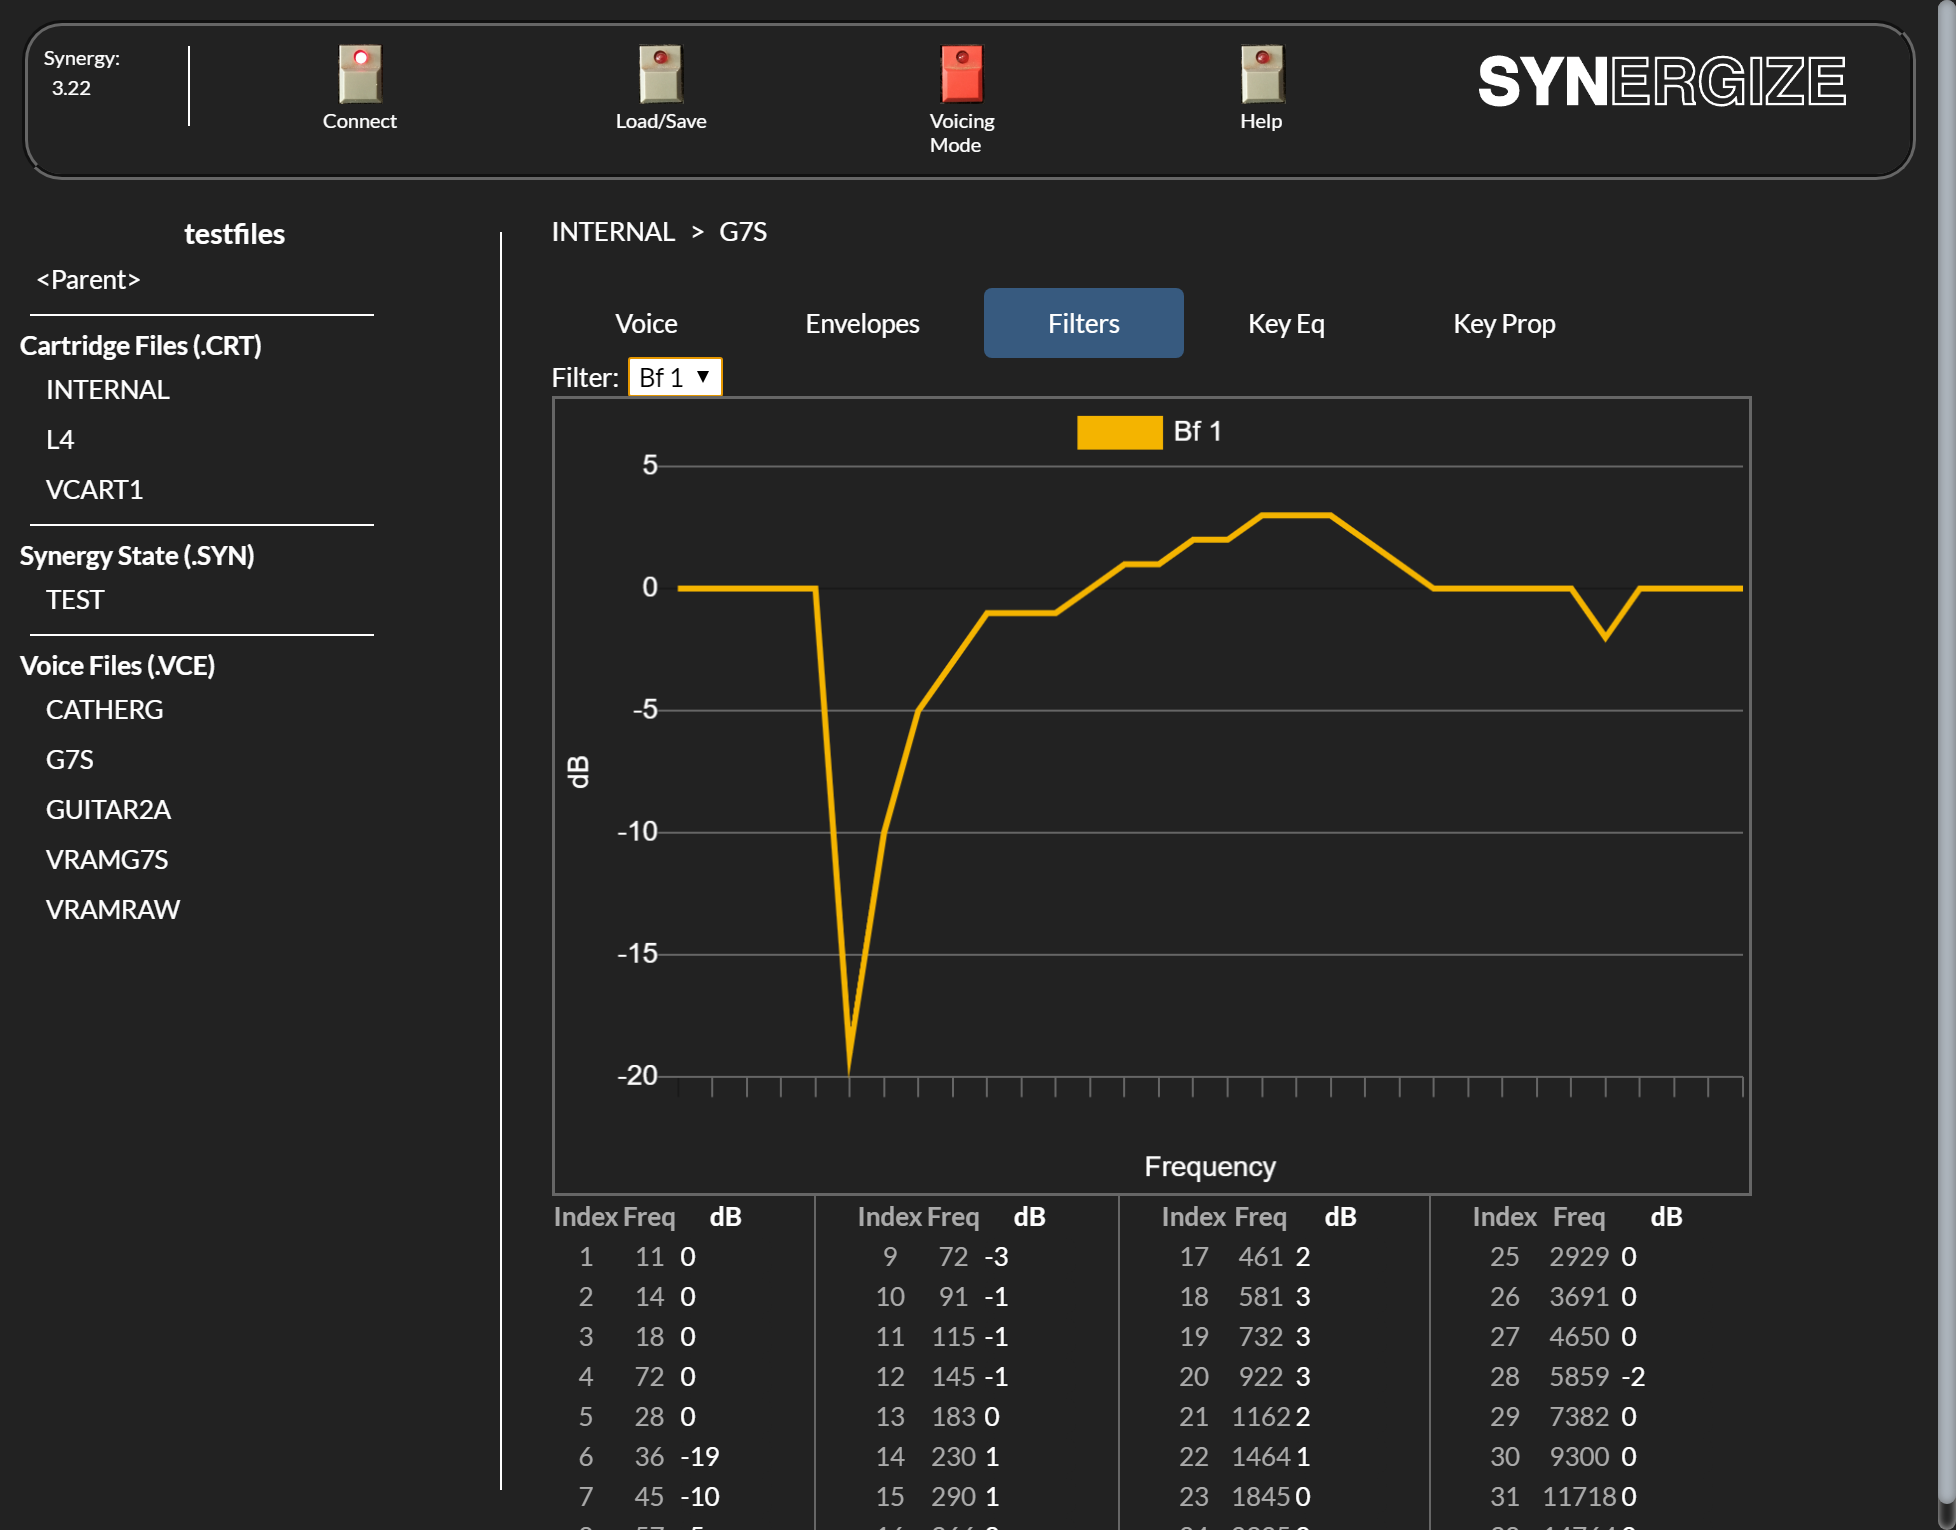 Synergy:
3.22
Connect
Load/Save
Voicing
Mode
Help
SYNERGIZE
testfiles
<Parent>
Cartridge Files (.CRT)
INTERNAL
L4
VCART1
Synergy State (.SYN)
TEST
Voice Files (.VCE)
CATHERG
G7S
GUITAR2A
VRAMG7S
VRAMRAW
INTERNAL > G7S
Voice Envelopes Filters Key Eq Key Prop
Filter: Bf 1 ▼
Bf 1
5
0
-5
-10
-15
-20
dB
Frequency
Index Freq dB Index Freq dB Index Freq dB Index Freq dB
1 11 0 9 72 -3 17 461 2 25 2929 0
2 14 0 10 91 -1 18 581 3 26 3691 0
3 18 0 11 115 -1 19 732 3 27 4650 0
4 72 0 12 145 -1 20 922 3 28 5859 -2
5 28 0 13 183 0 21 1162 2 29 7382 0
6 36 -19 14 230 1 22 1464 1 30 9300 0
7 45 -10 15 290 1 23 1845 0 31 11718 0